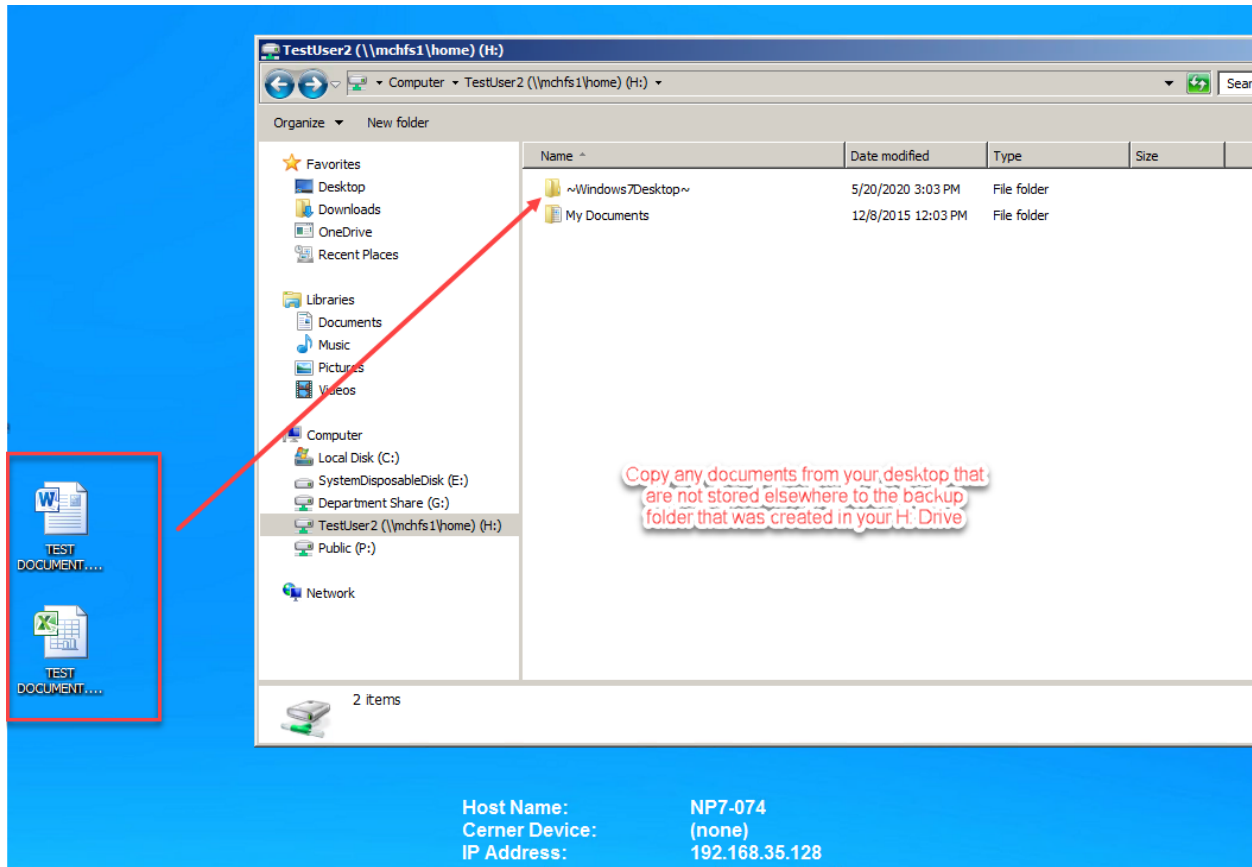 TestUser2 (\\mchfs1\home) (H:)
Computer TestUser2 (\\mchfs1\home) (H:)
Sear
Organize New folder
Name Date modified Type Size
Favorites
Desktop
Downloads
OneDrive
Recent Places
Libraries
Documents
Music
Pictures
Videos
Computer
Local Disk (C:)
SystemDisposableDisk (E:)
Department Share (G:)
TestUser2 (\\mchfs1\home) (H:)
Public (P:)
Network
~Windows7Desktop~ 5/20/2020 3:03 PM File folder
My Documents 12/8/2015 12:03 PM File folder
Copy any documents from your desktop that
are not stored elsewhere to the backup
folder that was created in your H: Drive
TEST
DOCUMENT....
TEST
DOCUMENT....
2 items
Host Name: NP7-074
Cerner Device: (none)
IP Address: 192.168.35.128